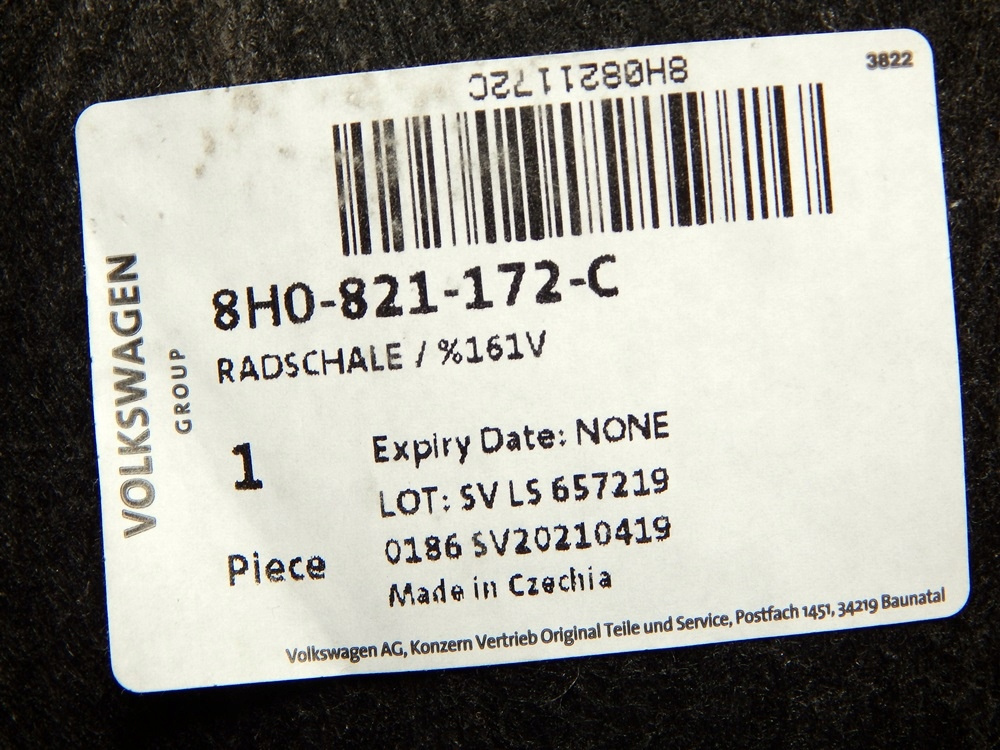 3822
8H0821172C
8H0-821-172-C
RADSCHALE / %161V
VOLKSWAGEN
GROUP
1
Piece
Expiry Date: NONE
LOT: SV LS 657219
0186 SV20210419
Made in Czechia
Volkswagen AG, Konzern Vertrieb Original Teile und Service, Postfach 1451, 34219 Baunatal